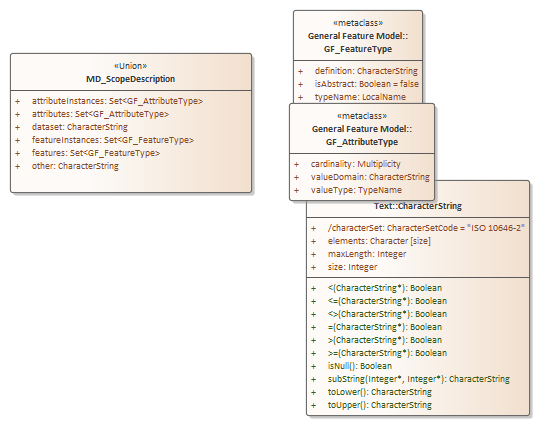 «Union»
MD_ScopeDescription
+ attributeInstances: Set<GF_AttributeType>
+ attributes: Set<GF_AttributeType>
+ dataset: CharacterString
+ featureInstances: Set<GF_FeatureType>
+ features: Set<GF_FeatureType>
+ other: CharacterString
«metaclass»
General Feature Model::
GF_FeatureType
+ definition: CharacterString
+ isAbstract: Boolean = false
+ typeName: LocalName
«metaclass»
General Feature Model::
GF_AttributeType
+ cardinality: Multiplicity
+ valueDomain: CharacterString
+ valueType: TypeName
Text::CharacterString
+ /characterSet: CharacterSetCode = "ISO 10646-2"
+ elements: Character [size]
+ maxLength: Integer
+ size: Integer
+ <(CharacterString*): Boolean
+ <=(CharacterString*): Boolean
+ <>(CharacterString*): Boolean
+ =(CharacterString*): Boolean
+ >(CharacterString*): Boolean
+ >=(CharacterString*): Boolean
+ isNull(): Boolean
+ subString(Integer*, Integer*): CharacterString
+ toLower(): CharacterString
+ toUpper(): CharacterString